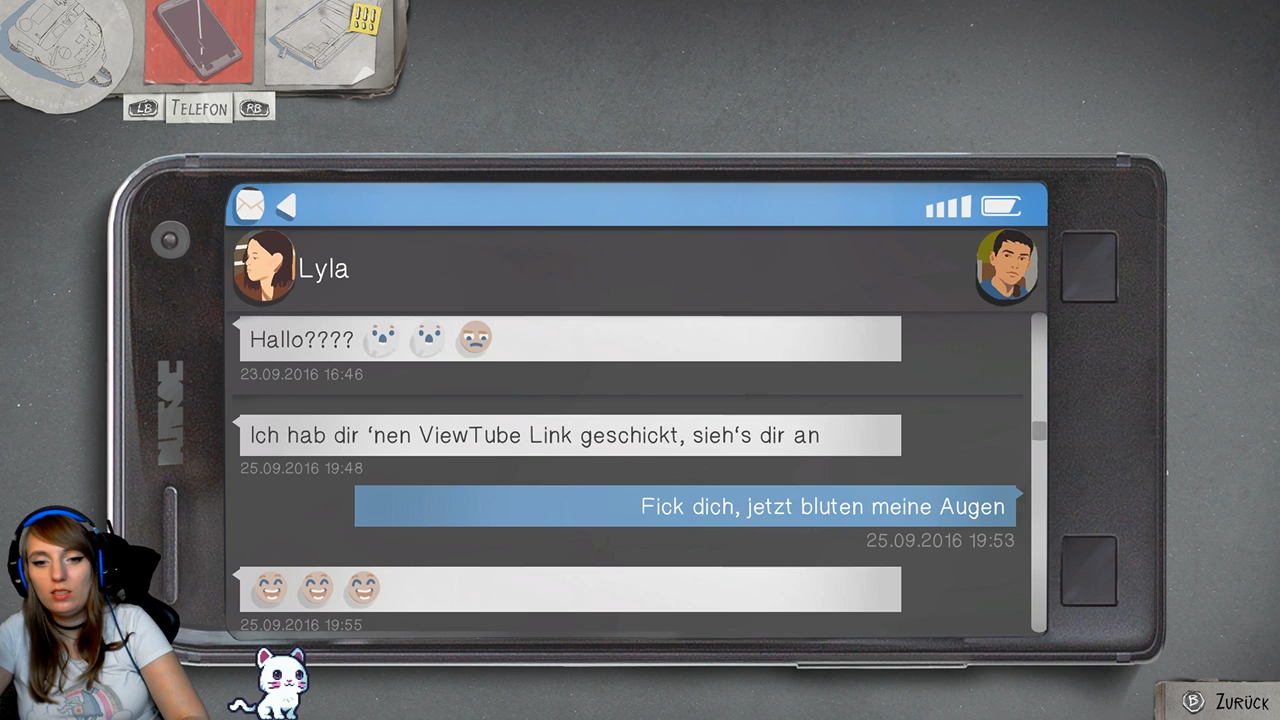 LB TELEFON RB
Lyla
Hallo????
23.09.2016 16:46
Ich hab dir ‘nen ViewTube Link geschickt, sieh‘s dir an
25.09.2016 19:48
Fick dich, jetzt bluten meine Augen
25.09.2016 19:53
25.09.2016 19:55
B ZURÜCK